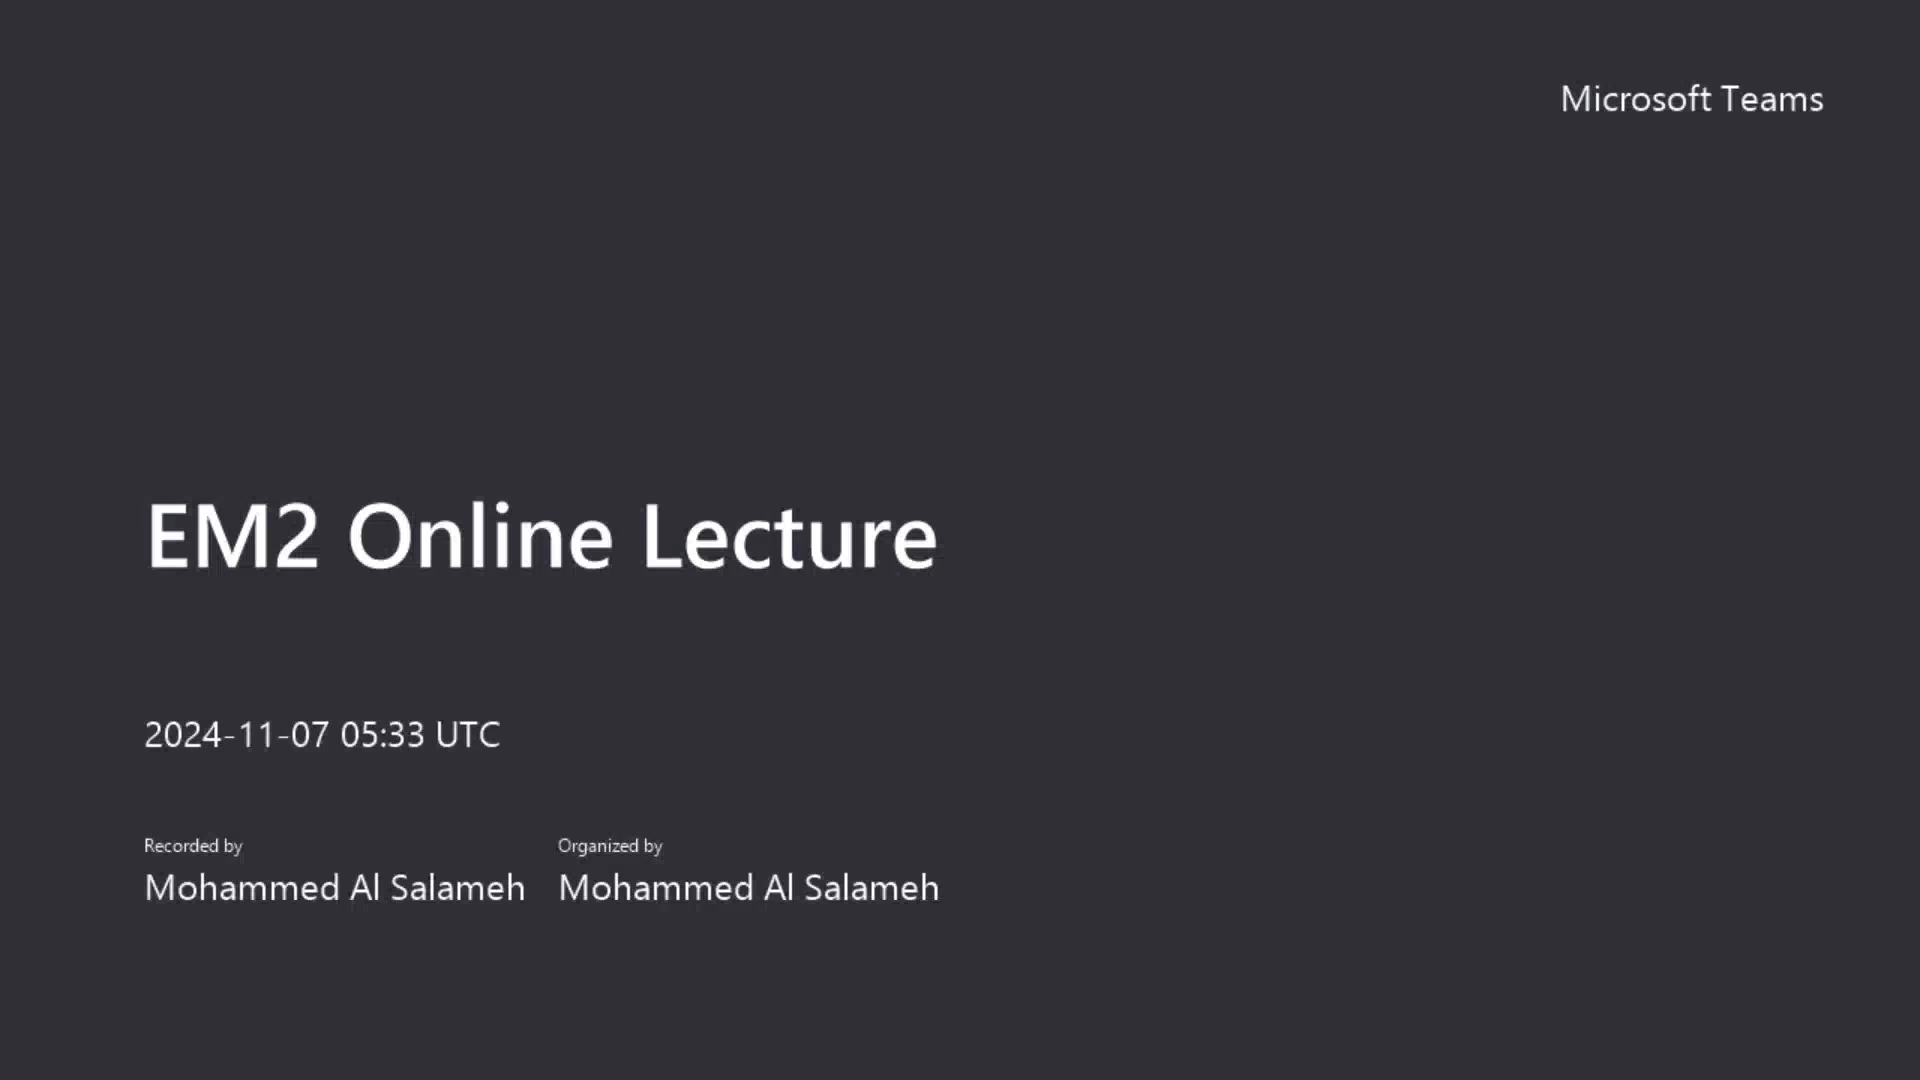 Microsoft Teams
EM2 Online Lecture
2024-11-07 05:33 UTC
Recorded by
Mohammed Al Salameh
Organized by
Mohammed Al Salameh